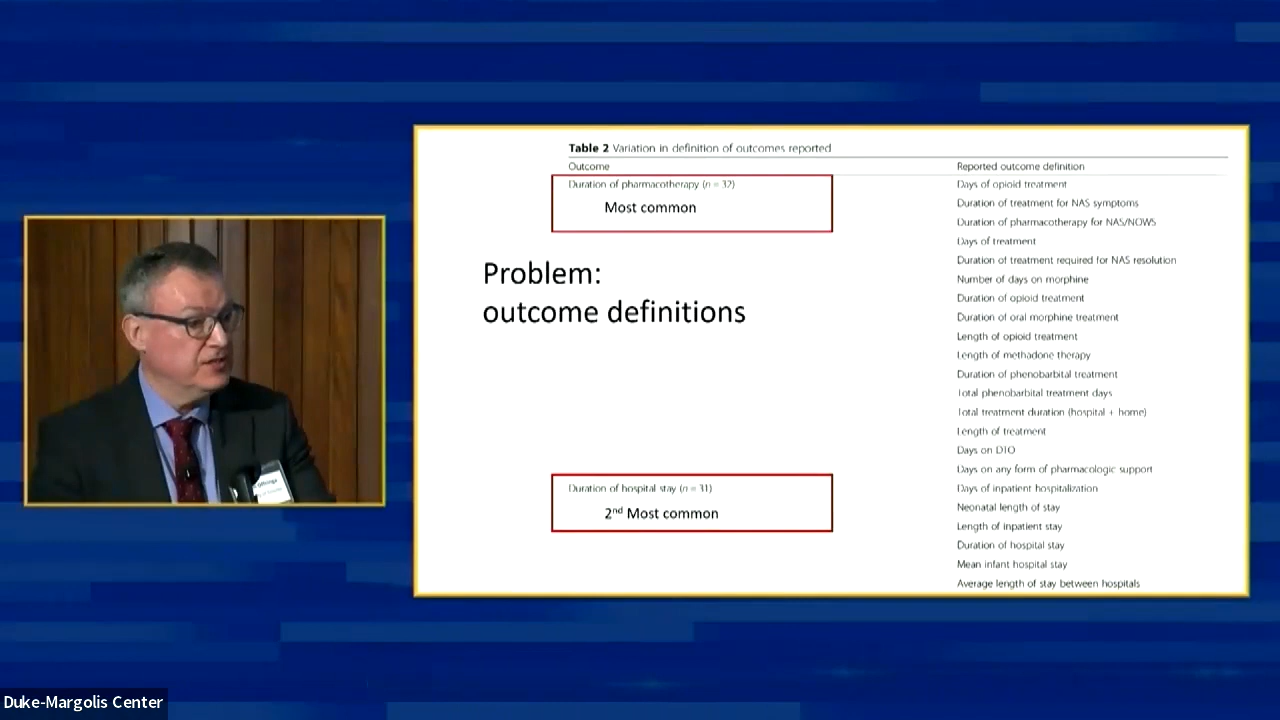 Table 2 Variation in definition of outcomes reported
Outcome
Reported outcome definition
Duration of pharmacotherapy (n = 32)
Most common
Days of opioid treatment
Duration of treatment for NAS symptoms
Duration of pharmacotherapy for NAS/NOWS
Days of treatment
Duration of treatment required for NAS resolution
Number of days on morphine
Duration of opioid treatment
Duration of oral morphine treatment
Length of opioid treatment
Length of methadone therapy
Duration of phenobarbital treatment
Total phenobarbital treatment days
Total treatment duration (hospital + home)
Length of treatment
Days on DTO
Days on any form of pharmacologic support
Problem:
outcome definitions
Duration of hospital stay (n = 31)
2nd Most common
Days of inpatient hospitalization
Neonatal length of stay
Length of inpatient stay
Duration of hospital stay
Mean infant hospital stay
Average length of stay between hospitals
Duke-Margolis Center